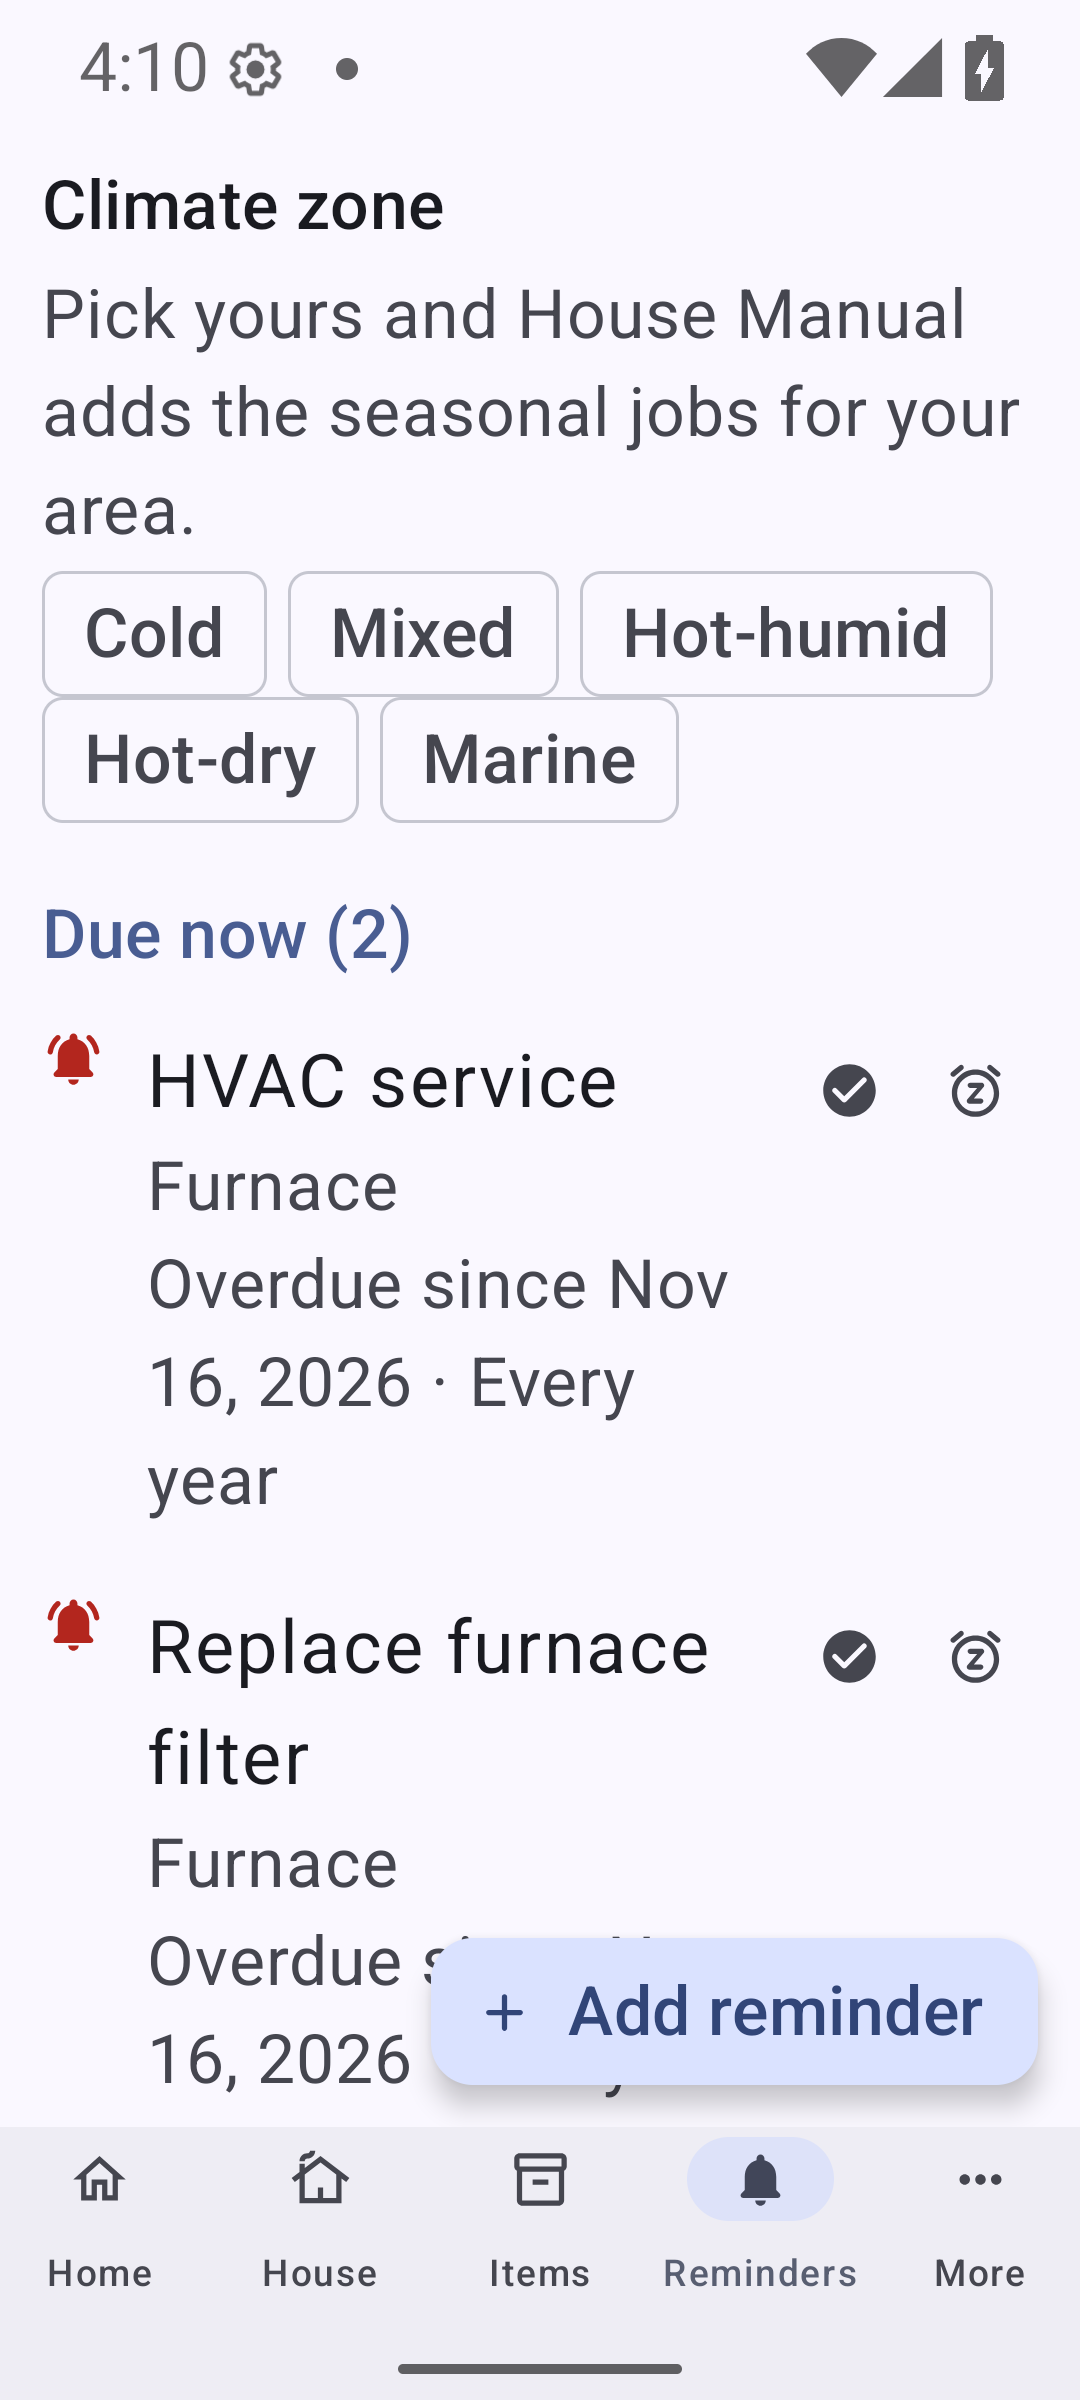 4:10
Climate zone
Pick yours and House Manual
adds the seasonal jobs for your
area.
Cold
Mixed
Hot-humid
Hot-dry
Marine
Due now (2)
HVAC service
Furnace
Overdue since Nov
16, 2026 · Every
year
Replace furnace
filter
Furnace
Overdue
16, 2026
Add reminder
Home
House
Items
Reminders
More